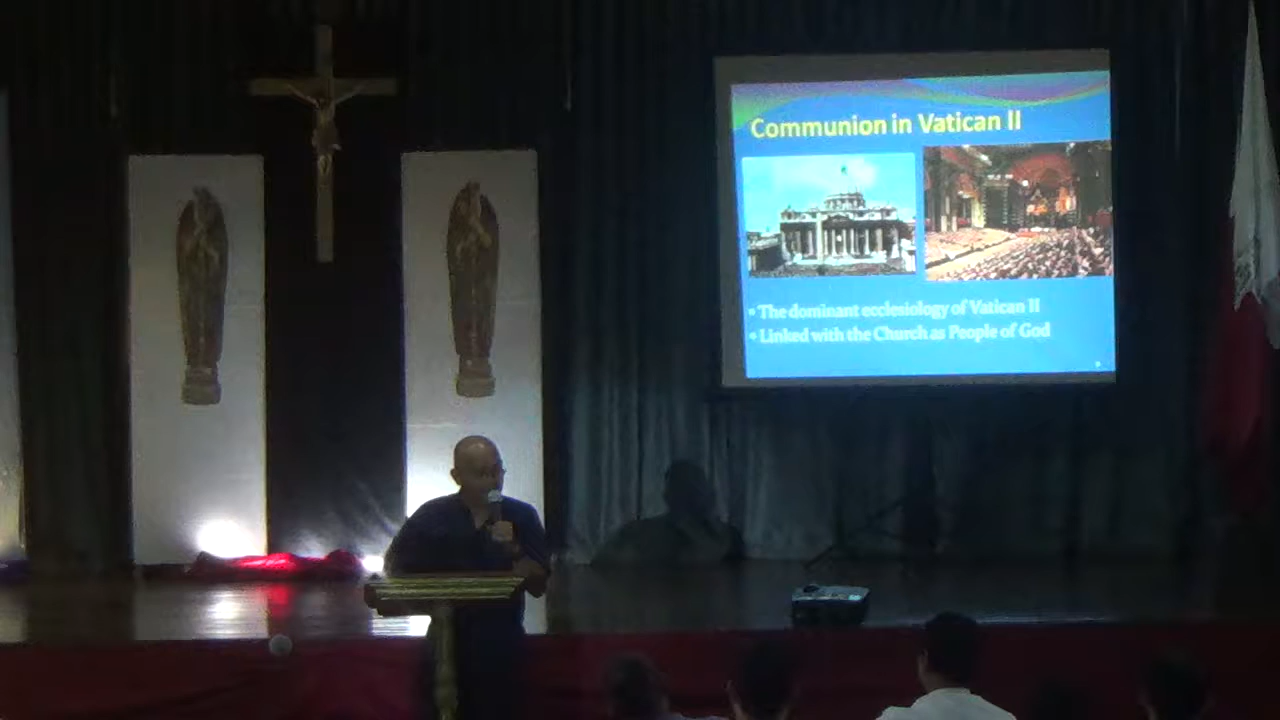 Communion in Vatican II
• The dominant ecclesiology of Vatican II
• Linked with the Church as People of God